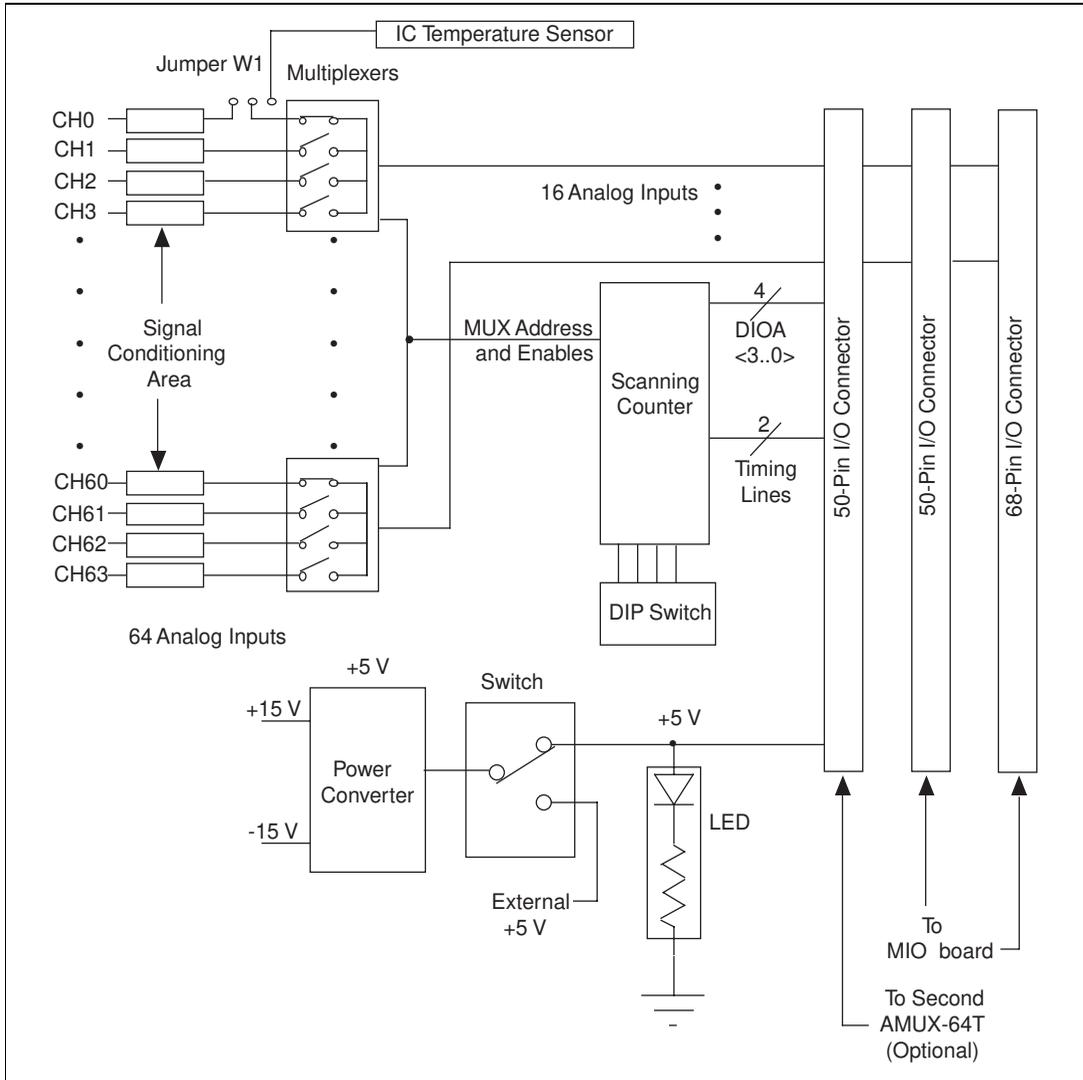 IC Temperature Sensor
Jumper W1
Multiplexers
CH0
CH1
CH2
CH3
16 Analog Inputs
Signal
Conditioning
Area
MUX Address
and Enables
Scanning
Counter
4
DIOA
<3..0>
2
Timing
Lines
50-Pin I/O Connector
50-Pin I/O Connector
68-Pin I/O Connector
CH60
CH61
CH62
CH63
DIP Switch
64 Analog Inputs
+5 V
Switch
+15 V
+5 V
Power
Converter
-15 V
LED
External
+5 V
To
MIO board
To Second
AMUX-64T
(Optional)